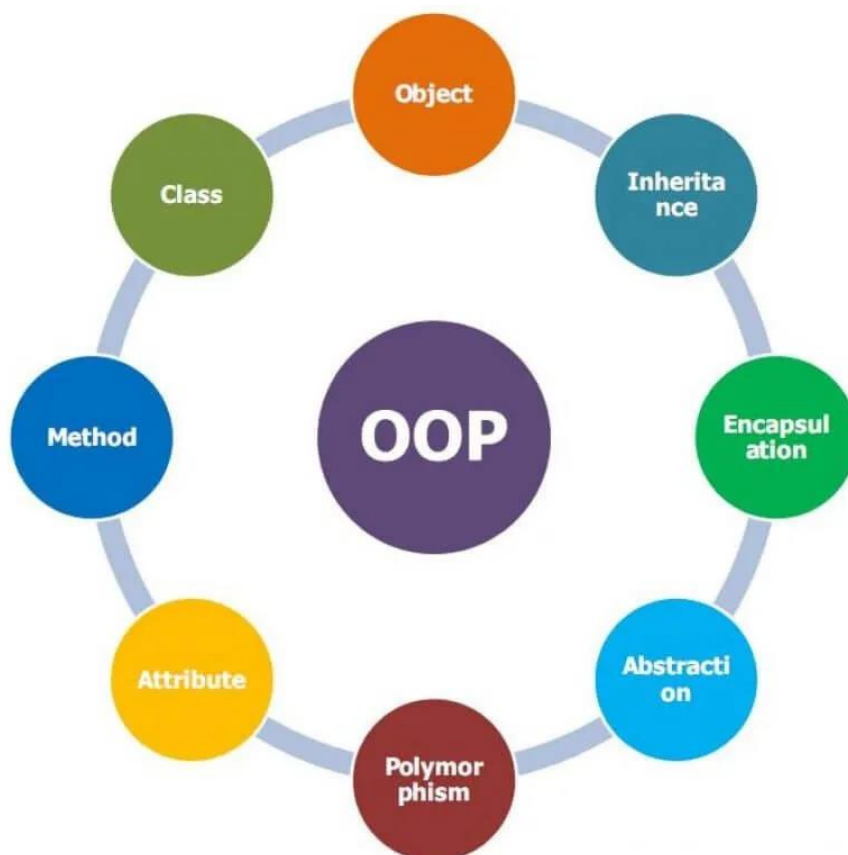 Object
Inherita
nce
Encapsul
ation
Abstracti
on
Polymor
phism
Attribute
Method
Class
OOP